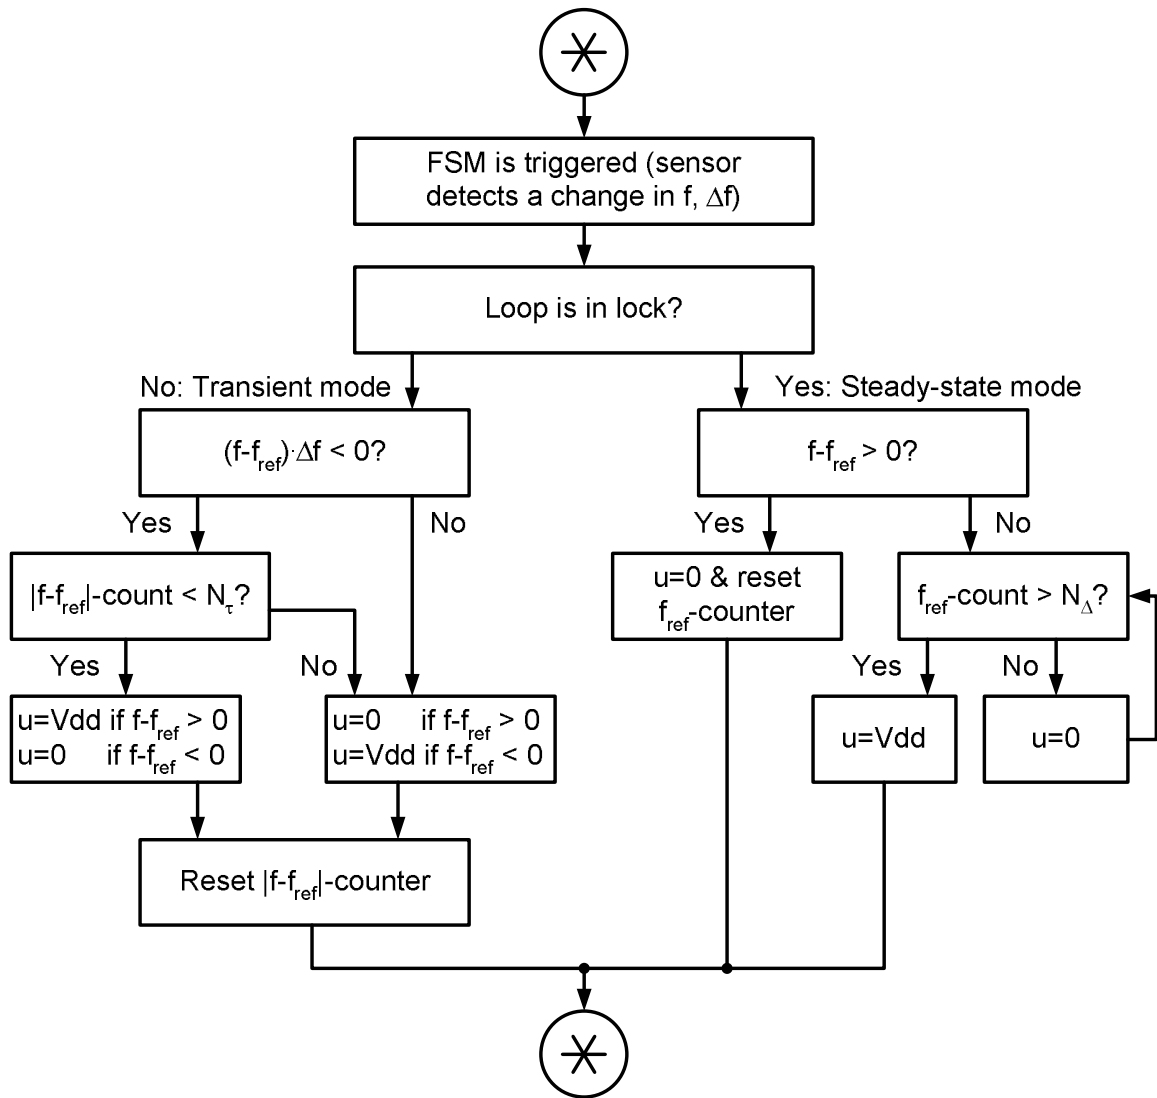 FSM is triggered (sensor
detects a change in f, Δf)
Loop is in lock?
No: Transient mode
Yes: Steady-state mode
(f-fref)·Δf < 0?
f-fref > 0?
Yes
No
Yes
No
|f-fref|-count < Nτ?
u=0 & reset
fref-counter
fref-count > NΔ?
Yes
No
Yes
No
u=Vdd if f-fref > 0
u=0 if f-fref < 0
u=0 if f-fref > 0
u=Vdd if f-fref < 0
u=Vdd
u=0
Reset |f-fref|-counter